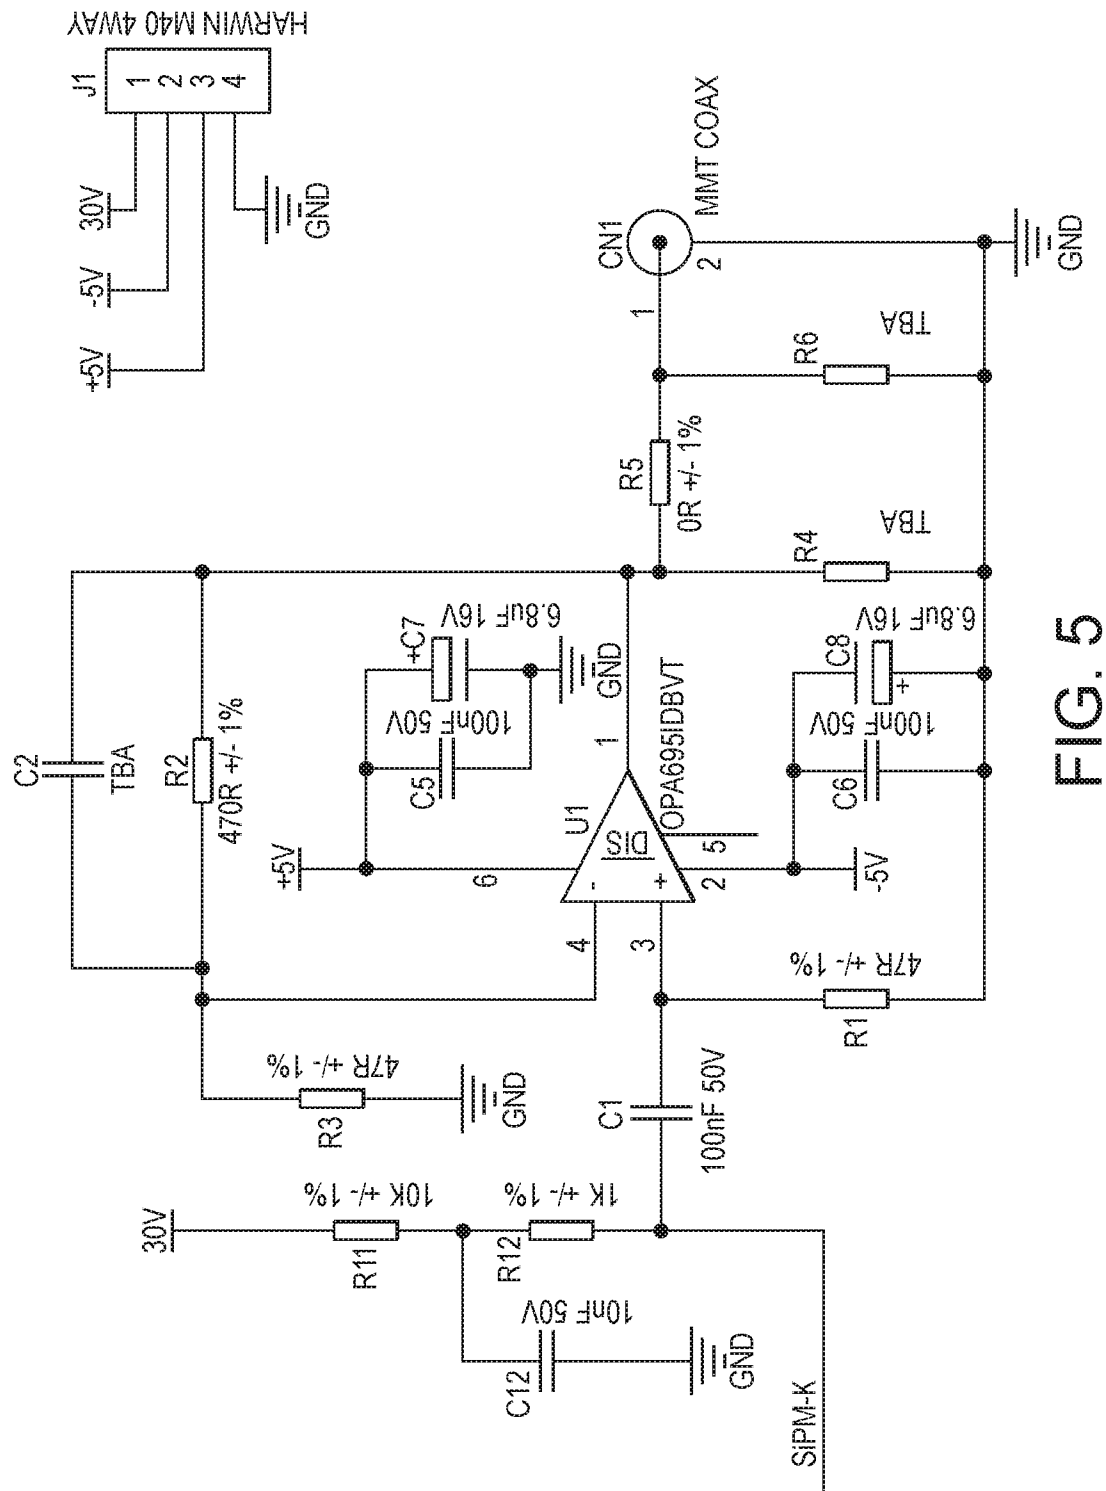 HARWIN M40 4WAY
J1
1
2
3
4
30V
-5V
+5V
GND
C2
TBA
R2
470R +/- 1%
+5V
+C7
6.8uF 16V
C5
100nF 50V
GND
6
U1
DIS
OPA695IDBVT
1
-
+
4
3
5
2
-5V
C6
100nF 50V
C8
6.8uF 16V
+
R5
0R +/- 1%
R4
TBA
R6
TBA
CN1
MMT COAX
1
2
GND
R1
47R +/- 1%
R3
47R +/- 1%
GND
C1
100nF 50V
30V
R11
10K +/- 1%
R12
1K +/- 1%
C12
10nF 50V
GND
SiPM-K
FIG. 5